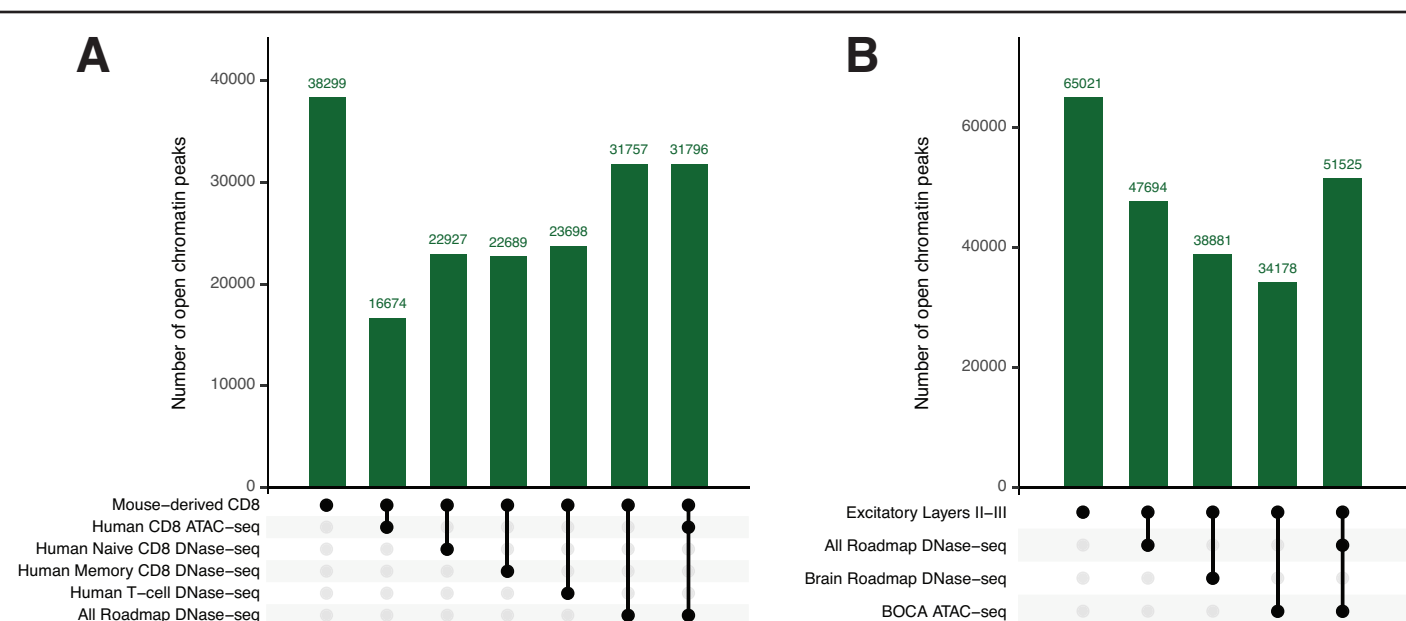 A
Number of open chromatin peaks
40000
30000
20000
10000
0
38299
16674
22927
22689
23698
31757
31796
Mouse–derived CD8
Human CD8 ATAC–seq
Human Naive CD8 DNase–seq
Human Memory CD8 DNase–seq
Human T–cell DNase–seq
All Roadmap DNase–seq
B
Number of open chromatin peaks
60000
40000
20000
0
65021
47694
38881
34178
51525
Excitatory Layers II–III
All Roadmap DNase–seq
Brain Roadmap DNase–seq
BOCA ATAC–seq